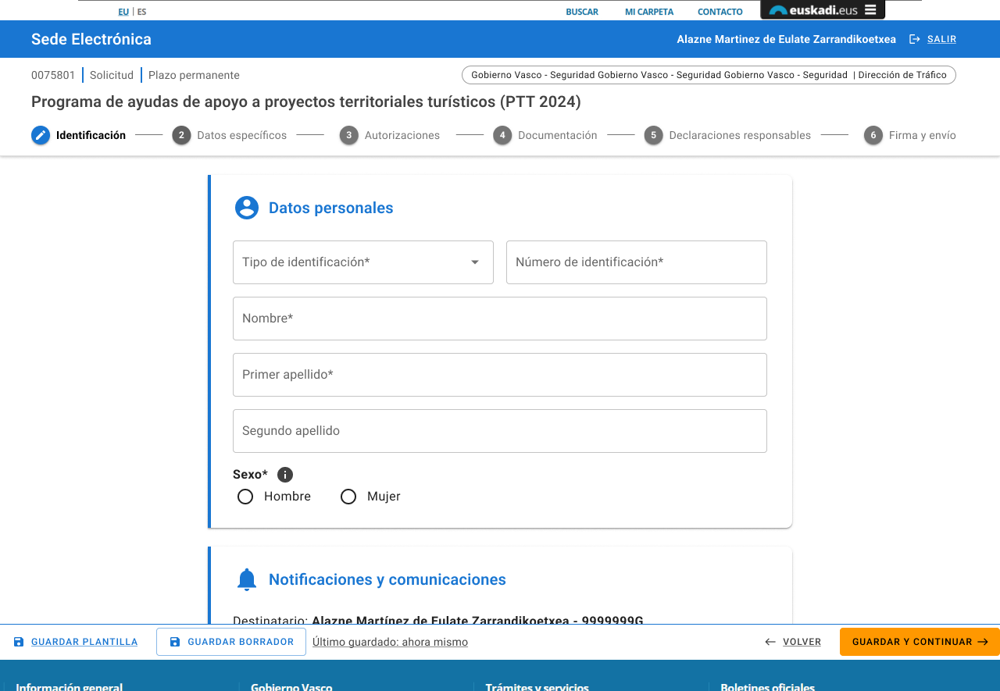 EU | ES
BUSCAR
MI CARPETA
CONTACTO
euskadi.eus
Sede Electrónica
Alazne Martinez de Eulate Zarrandikoetxea
SALIR
0075801
Solicitud
Plazo permanente
Gobierno Vasco - Seguridad Gobierno Vasco - Seguridad Gobierno Vasco - Seguridad | Dirección de Tráfico
Programa de ayudas de apoyo a proyectos territoriales turísticos (PTT 2024)
Identificación
2 Datos específicos
3 Autorizaciones
4 Documentación
5 Declaraciones responsables
6 Firma y envío
Datos personales
Tipo de identificación*
Número de identificación*
Nombre*
Primer apellido*
Segundo apellido
Sexo*
Hombre
Mujer
Notificaciones y comunicaciones
Destinatario: Alazne Martínez de Eulate Zarrandikoetxea - 9999999G
GUARDAR PLANTILLA
GUARDAR BORRADOR
Último guardado: ahora mismo
VOLVER
GUARDAR Y CONTINUAR
Información general
Gobierno Vasco
Trámites y servicios
Boletines oficiales